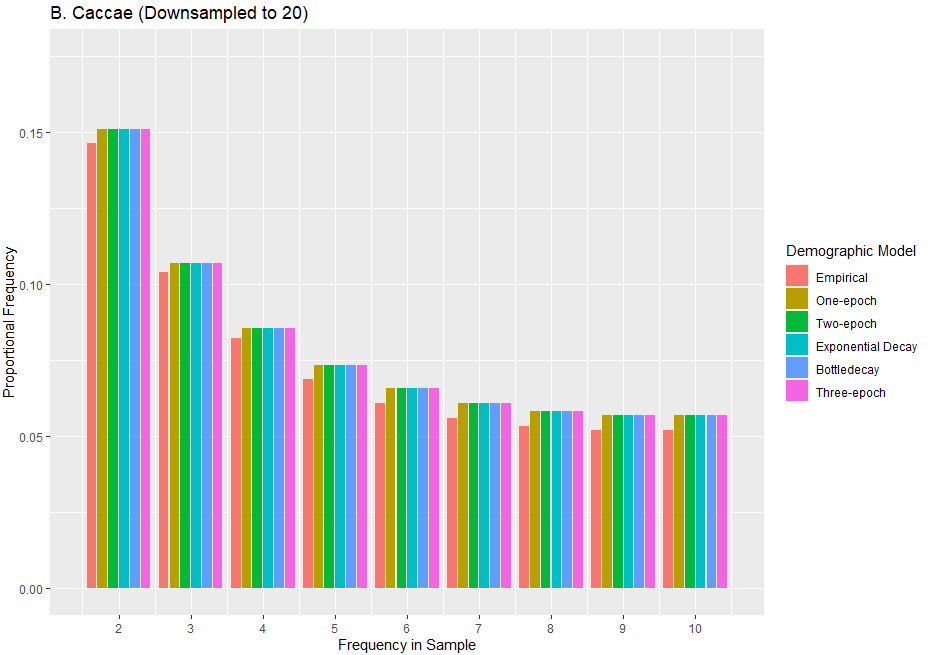 B. Caccae (Downsampled to 20)
Proportional Frequency
0.15
0.10
0.05
0.00
2 3 4 5 6 7 8 9 10
Frequency in Sample
Demographic Model
Empirical
One-epoch
Two-epoch
Exponential Decay
Bottledecay
Three-epoch